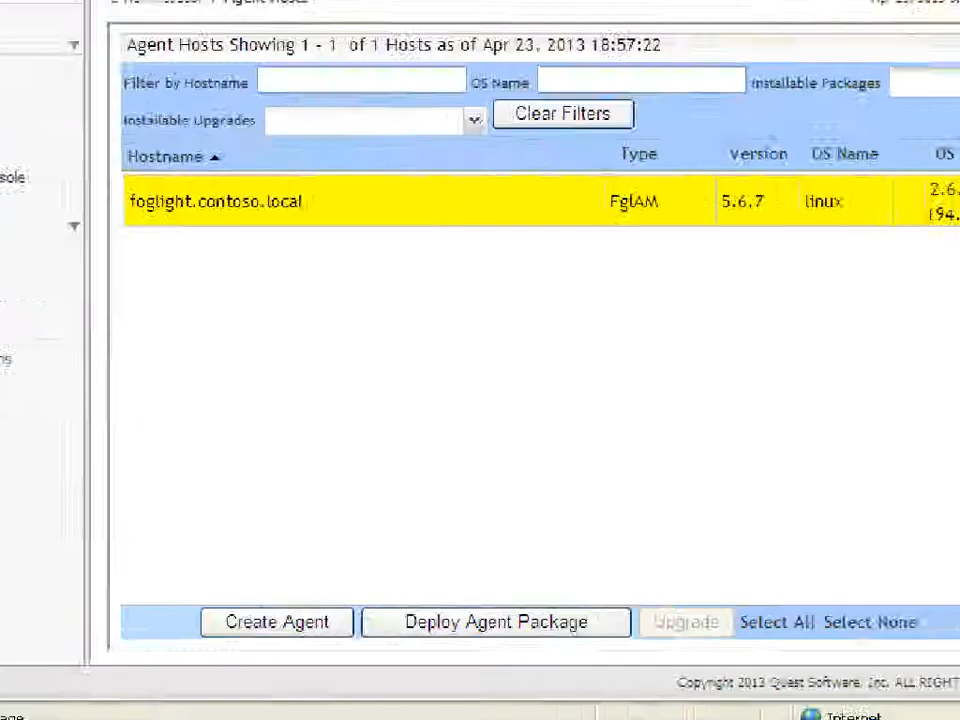 Agent Hosts Showing 1 - 1 of 1 Hosts as of Apr 23, 2013 18:57:22
Filter by Hostname OS Name Installable Packages
Installable Upgrades Clear Filters
Hostname Type Version OS Name OS
foglight.contoso.local FglAM 5.6.7 linux 2.6.
(94.
sole
ns
Create Agent Deploy Agent Package Upgrade Select All Select None
Copyright 2013 Quest Software, Inc. ALL RIGHT
age Internet